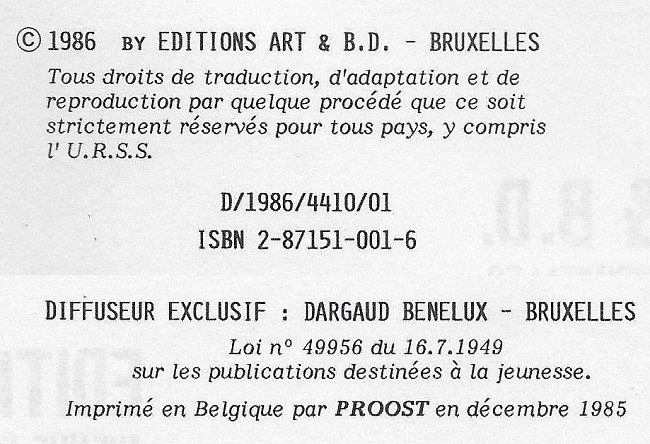 © 1986 BY EDITIONS ART & B.D. - BRUXELLES
Tous droits de traduction, d'adaptation et de
reproduction par quelque procédé que ce soit
strictement réservés pour tous pays, y compris
l' U.R.S.S.
D/1986/4410/01
ISBN 2-87151-001-6
DIFFUSEUR EXCLUSIF : DARGAUD BENELUX - BRUXELLES
Loi n° 49956 du 16.7.1949
sur les publications destinées à la jeunesse.
Imprimé en Belgique par PROOST en décembre 1985